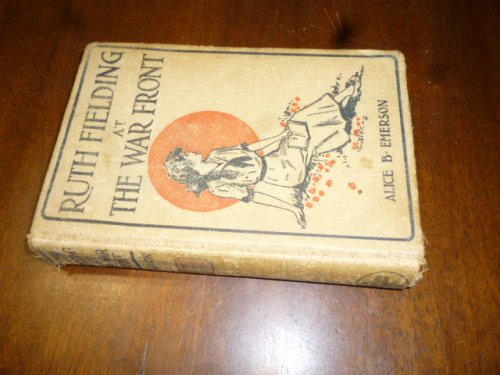 RUTH FIELDING
AT
THE WAR FRONT
ALICE B. EMERSON